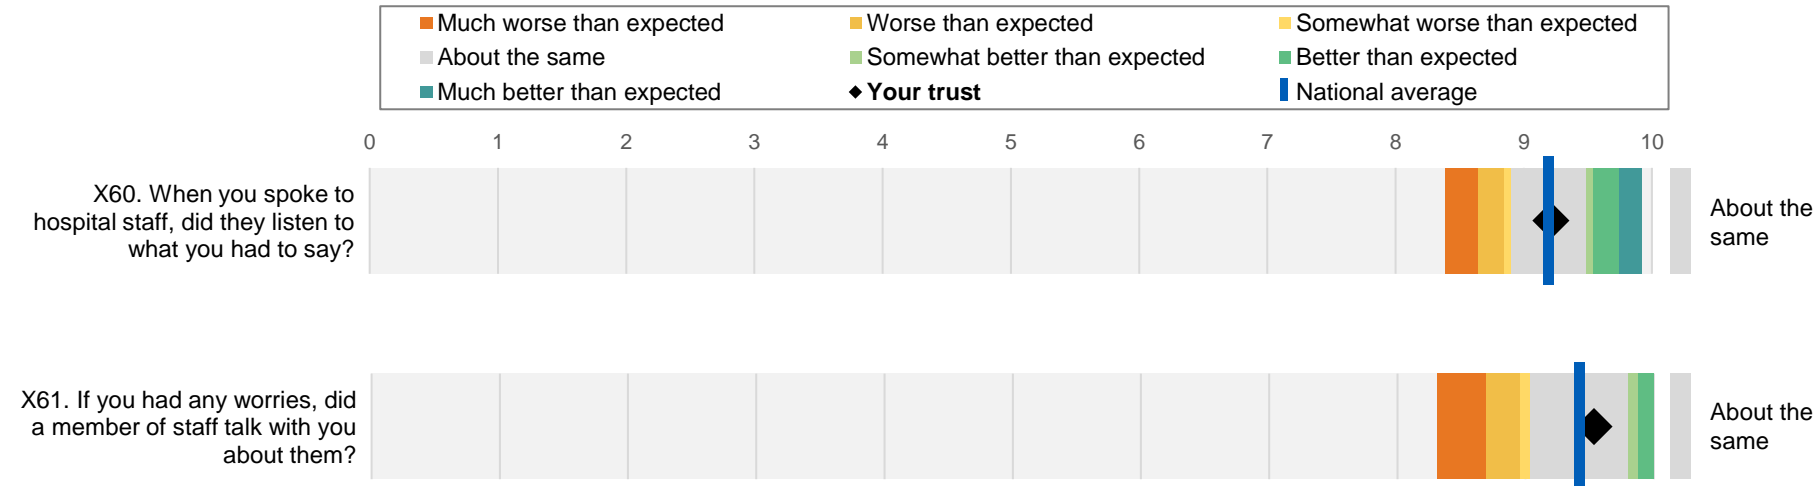 Much worse than expected
Worse than expected
Somewhat worse than expected
About the same
Somewhat better than expected
Better than expected
Much better than expected
Your trust
National average
0 1 2 3 4 5 6 7 8 9 10
X60. When you spoke to
hospital staff, did they listen to
what you had to say?
About the
same
X61. If you had any worries, did
a member of staff talk with you
about them?
About the
same